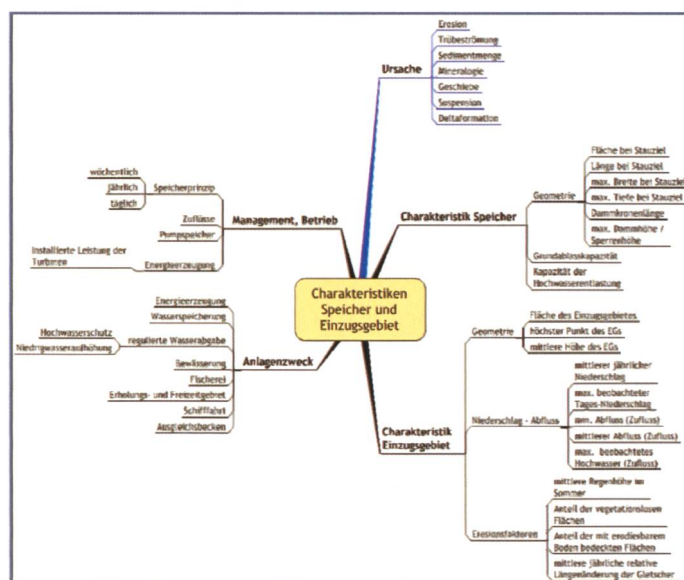 Erosion
Trübeströmung
Sedimentmenge
Ursache
Mineralogie
Geschiebe
Suspension
Deltaformation
wöchentlich
jährlich
täglich
Speicherprinzip
Zuflüsse
Pumpspeicher
Management, Betrieb
Installierte Leistung der
Turbinen
Energieerzeugung
Fläche bei Stauziel
Länge bei Stauziel
max. Breite bei Stauziel
max. Tiefe bei Stauziel
Dammkronenlänge
max. Dammhöhe /
Sperrenhöhe
Geometrie
Charakteristik Speicher
Grundablasskapazität
Kapazität der
Hochwasserentlastung
Charakteristiken
Speicher und
Einzugsgebiet
Energieerzeugung
Wasserspeicherung
Hochwasserschutz
Niedrigwasseraufhöhung
regulierte Wasserabgabe
Anlagenzweck
Bewässerung
Fischerei
Erholungs- und Freizeitgebiet
Schifffahrt
Ausgleichsbecken
Fläche des Einzugsgebietes
Geometrie
höchster Punkt des EGs
mittlere Höhe des EGs
mittlerer jährlicher
Niederschlag
max. beobachteter
Tages-Niederschlag
Niederschlag - Abfluss
min. Abfluss (Zufluss)
mittlerer Abfluss (Zufluss)
max. beobachtetes
Hochwasser (Zufluss)
Charakteristik
Einzugsgebiet
mittlere Regenhöhe im
Sommer
Anteil der vegetationslosen
Flächen
Erosionsfaktoren
Anteil der mit erodierbarem
Boden bedeckten Flächen
mittlere jährliche relative
Längenänderung der Gletscher